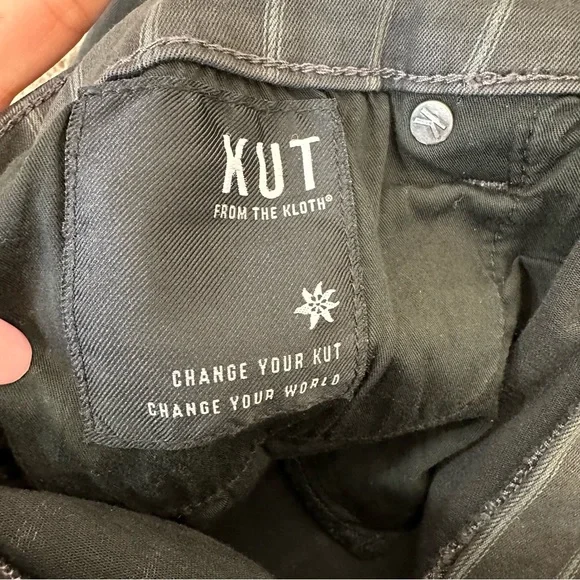 KUT
FROM THE KLOTH®
CHANGE YOUR KUT
CHANGE YOUR WORLD
K